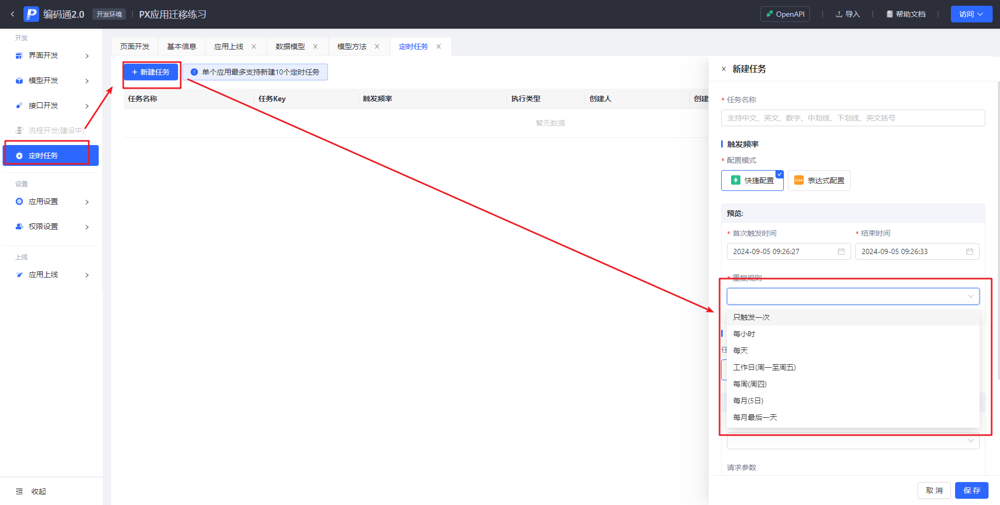 编码通2.0 开发环境 PX应用迁移练习 OpenAPI 导入 帮助文档 访问
开发
界面开发
模型开发
接口开发
流程开发(建设中)
定时任务
设置
应用设置
权限设置
上线
应用上线
收起
页面开发 基本信息 应用上线 数据模型 模型方法 定时任务
+ 新建任务 单个应用最多支持新建10个定时任务
任务名称 任务Key 触发频率 执行类型 创建人 创建
暂无数据
新建任务
* 任务名称
支持中文、英文、数字、中划线、下划线、英文括号
触发频率
* 配置模式
快捷配置 Cron 表达式配置
预览:
* 首次触发时间 * 结束时间
2024-09-05 09:26:27 2024-09-05 09:26:33
* 重复规则
只触发一次
每小时
任
每天
工作日(周一至周五)
每周(周四)
每月(5日)
每月最后一天
请求参数
取消 保存